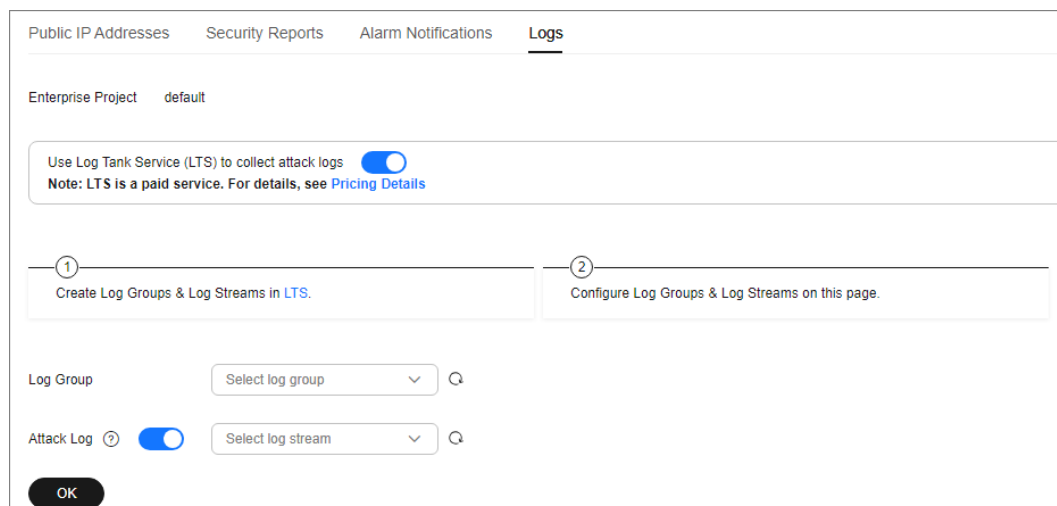 Public IP Addresses Security Reports Alarm Notifications Logs
Enterprise Project default
Use Log Tank Service (LTS) to collect attack logs
Note: LTS is a paid service. For details, see Pricing Details
1
2
Create Log Groups & Log Streams in LTS.
Configure Log Groups & Log Streams on this page.
Log Group Select log group
Attack Log ? Select log stream
OK